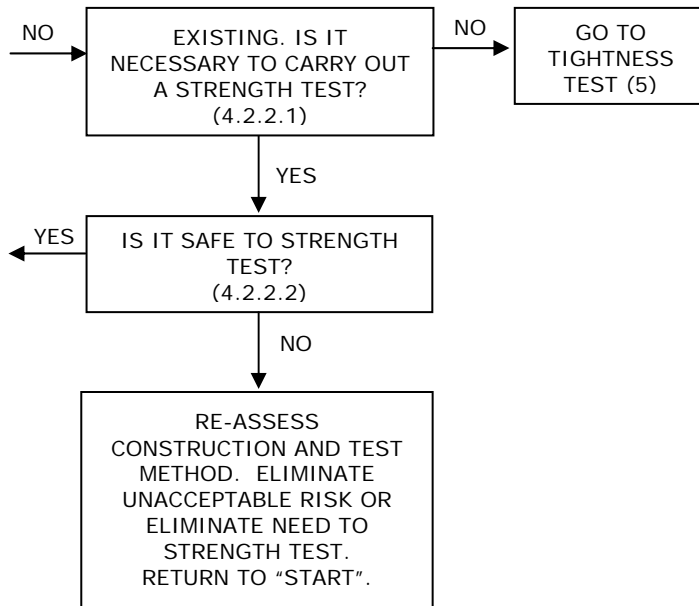 NO
EXISTING. IS IT
NECESSARY TO CARRY OUT
A STRENGTH TEST?
(4.2.2.1)
NO
GO TO
TIGHTNESS
TEST (5)
YES
YES
IS IT SAFE TO STRENGTH
TEST?
(4.2.2.2)
NO
RE-ASSESS
CONSTRUCTION AND TEST
METHOD. ELIMINATE
UNACCEPTABLE RISK OR
ELIMINATE NEED TO
STRENGTH TEST.
RETURN TO “START”.